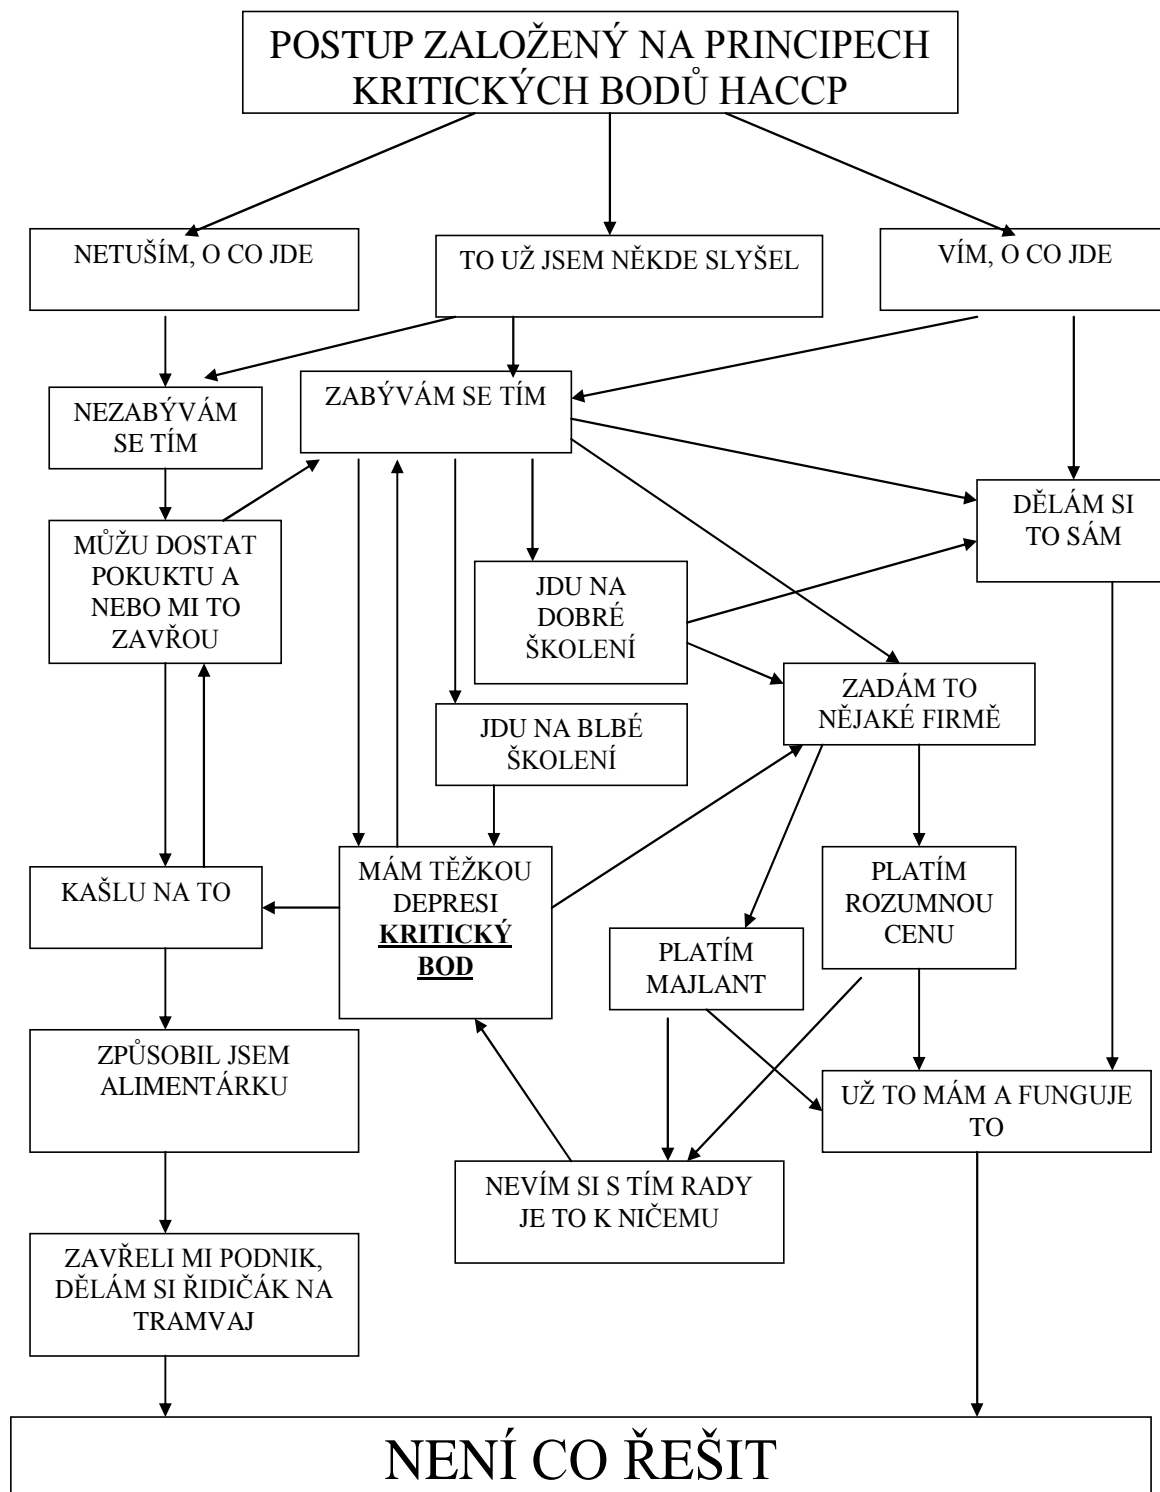 POSTUP ZALOŽENÝ NA PRINCIPECH
KRITICKÝCH BODŮ HACCP
NETUŠÍM, O CO JDE
TO UŽ JSEM NĚKDE SLYŠEL
VÍM, O CO JDE
NEZABÝVÁM
SE TÍM
ZABÝVÁM SE TÍM
DĚLÁM SI
TO SÁM
MŮŽU DOSTAT
POKUKTU A
NEBO MI TO
ZAVŘOU
JDU NA
DOBRÉ
ŠKOLENÍ
ZADÁM TO
NĚJAKÉ FIRMĚ
JDU NA BLBÉ
ŠKOLENÍ
KAŠLU NA TO
MÁM TĚŽKOU
DEPRESI
KRITICKÝ
BOD
PLATÍM
ROZUMNOU
CENU
PLATÍM
MAJLANT
ZPŮSOBIL JSEM
ALIMENTÁRKU
UŽ TO MÁM A FUNGUJE
TO
NEVÍM SI S TÍM RADY
JE TO K NIČEMU
ZAVŘELI MI PODNIK,
DĚLÁM SI ŘIDIČÁK NA
TRAMVAJ
NENÍ CO ŘEŠIT